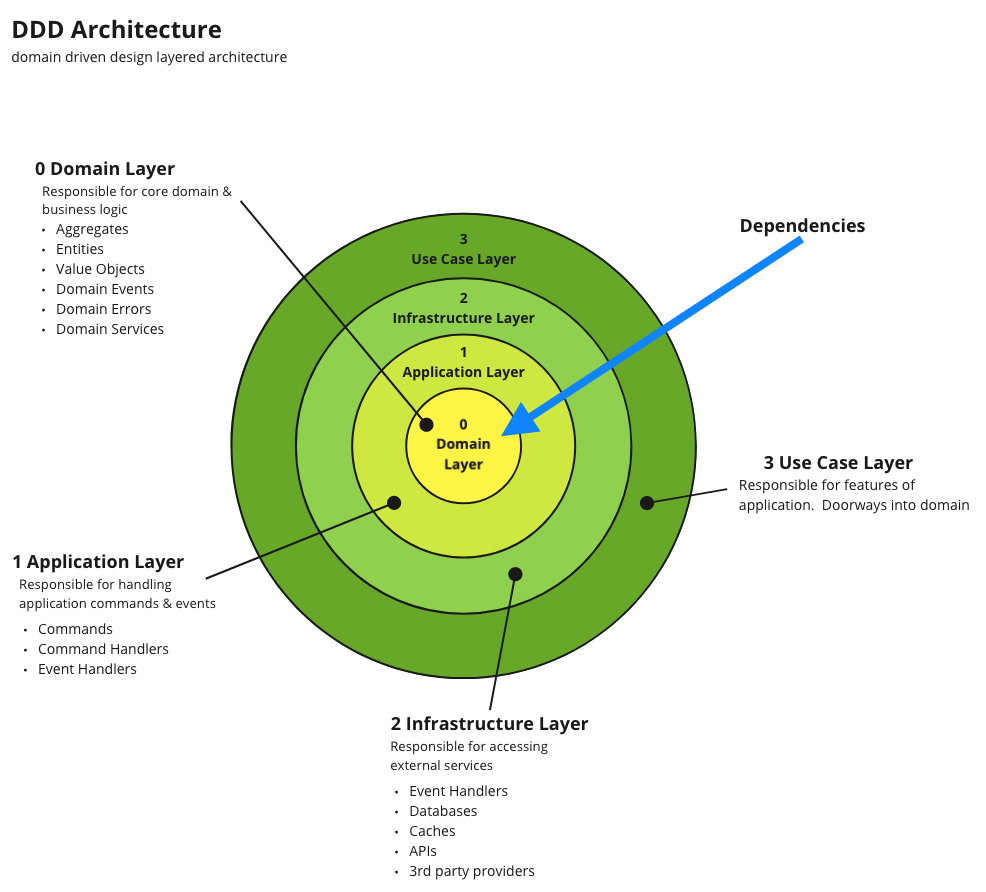 DDD Architecture
domain driven design layered architecture
0 Domain Layer
Responsible for core domain &
business logic
• Aggregates
• Entities
• Value Objects
• Domain Events
• Domain Errors
• Domain Services
3
Use Case Layer
2
Infrastructure Layer
1
Application Layer
0
Domain
Layer
Dependencies
3 Use Case Layer
Responsible for features of
application.  Doorways into domain
1 Application Layer
Responsible for handling
application commands & events
• Commands
• Command Handlers
• Event Handlers
2 Infrastructure Layer
Responsible for accessing
external services
• Event Handlers
• Databases
• Caches
• APIs
• 3rd party providers